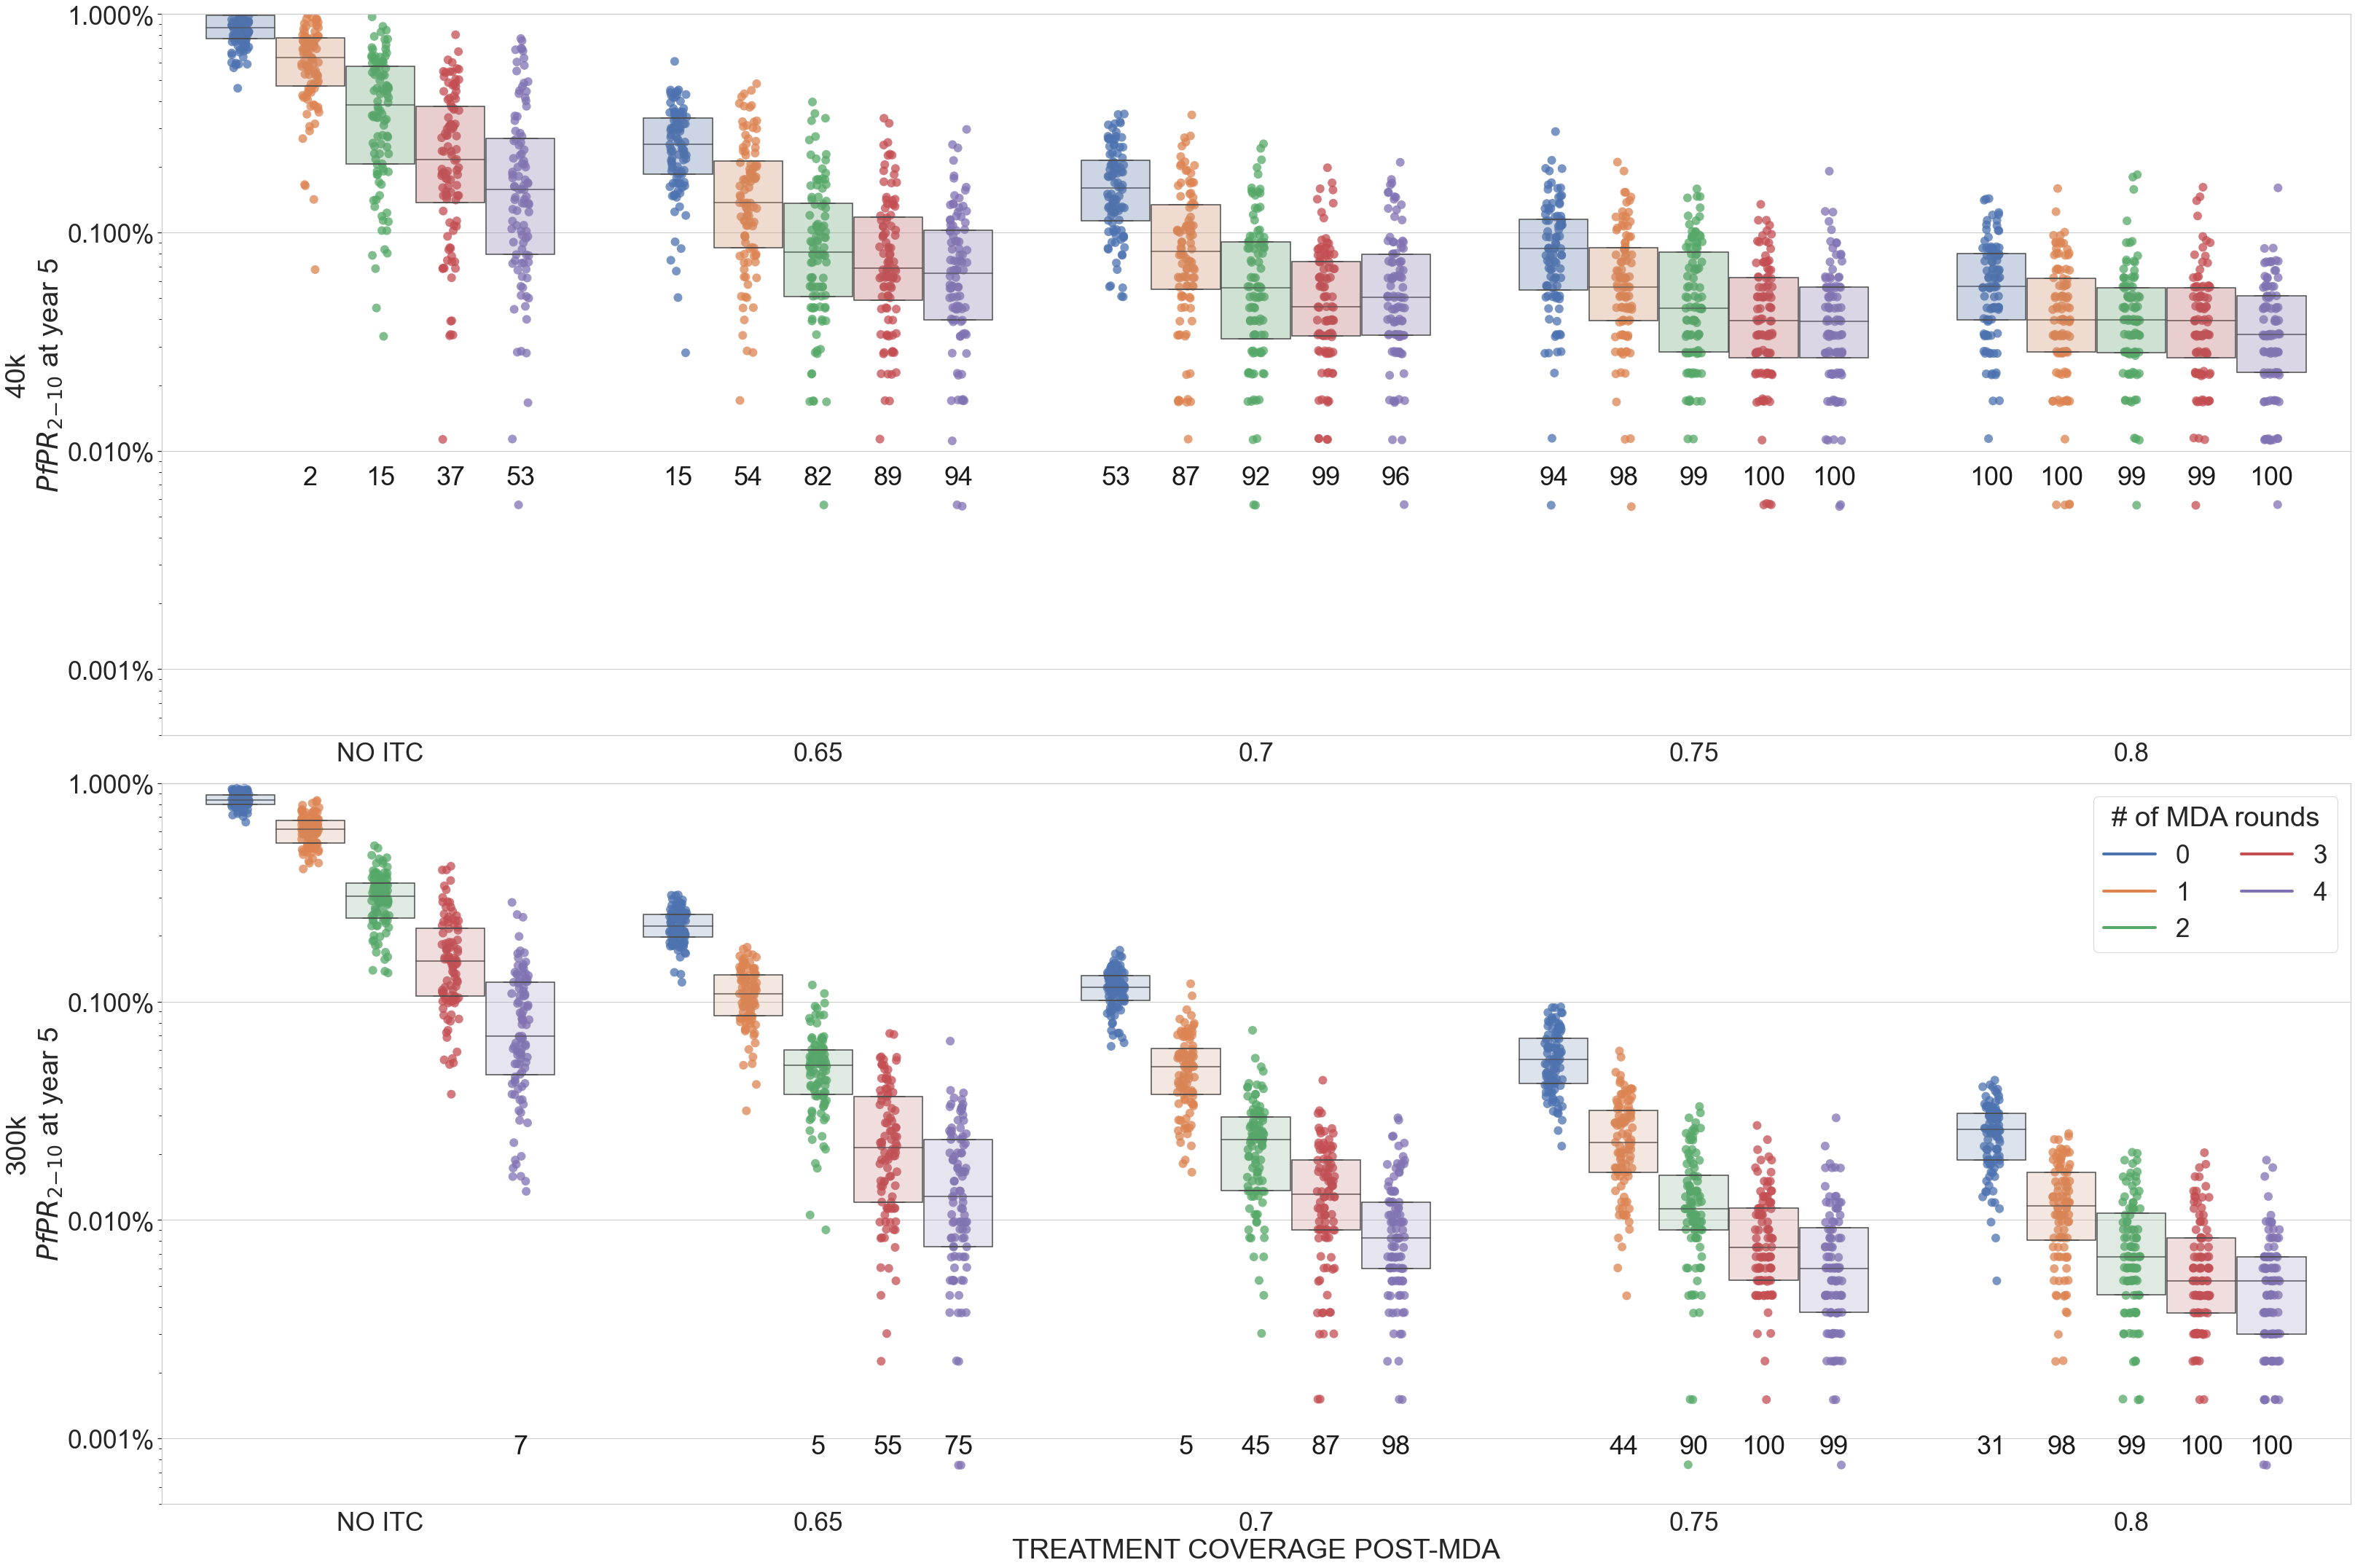 40k
PfPR2−10 at year 5
1.000%
0.100%
0.010%
0.001%
2 15 37 53 15 54 82 89 94 53 87 92 99 96 94 98 99 100 100 100 100 99 99 100
NO ITC 0.65 0.7 0.75 0.8
300k
PfPR2−10 at year 5
1.000%
0.100%
0.010%
0.001%
# of MDA rounds
0 3
1 4
2
7 5 55 75 5 45 87 98 44 90 100 99 31 98 99 100 100
NO ITC 0.65 0.7 0.75 0.8
TREATMENT COVERAGE POST-MDA